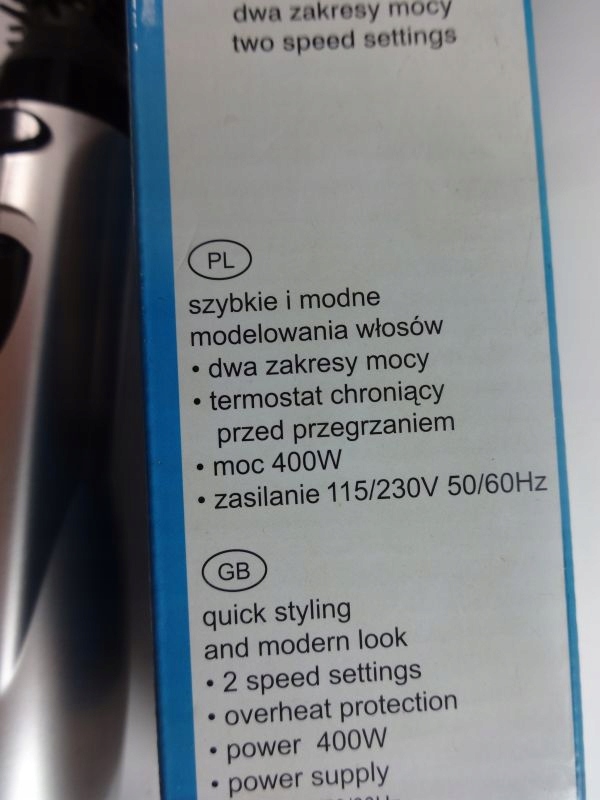 dwa zakresy mocy
two speed settings
PL
szybkie i modne
modelowania włosów
• dwa zakresy mocy
• termostat chroniący
przed przegrzaniem
• moc 400W
• zasilanie 115/230V 50/60Hz
GB
quick styling
and modern look
• 2 speed settings
• overheat protection
• power 400W
• power supply